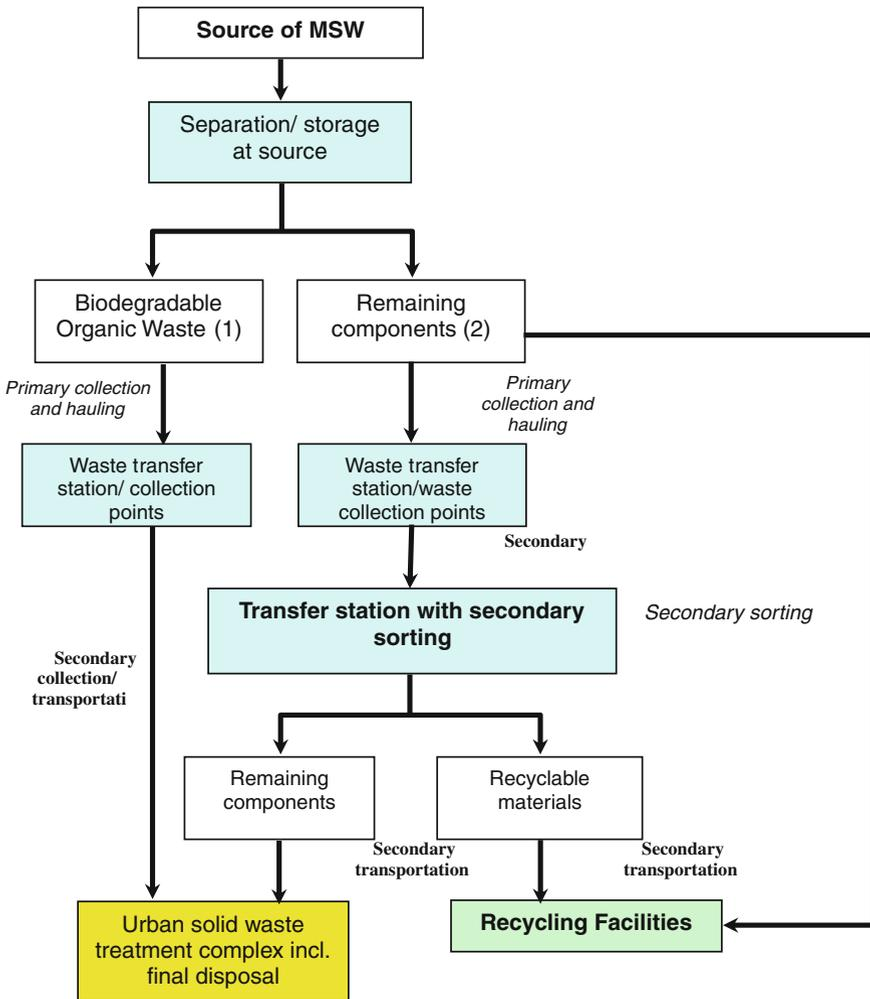 Source of MSW
Separation/ storage
at source
Biodegradable
Organic Waste (1)
Remaining
components (2)
Primary collection
and hauling
Primary
collection and
hauling
Waste transfer
station/ collection
points
Waste transfer
station/waste
collection points
Secondary
Transfer station with secondary
sorting
Secondary sorting
Secondary
collection/
transportati
Remaining
components
Recyclable
materials
Secondary
transportation
Secondary
transportation
Urban solid waste
treatment complex incl.
final disposal
Recycling Facilities